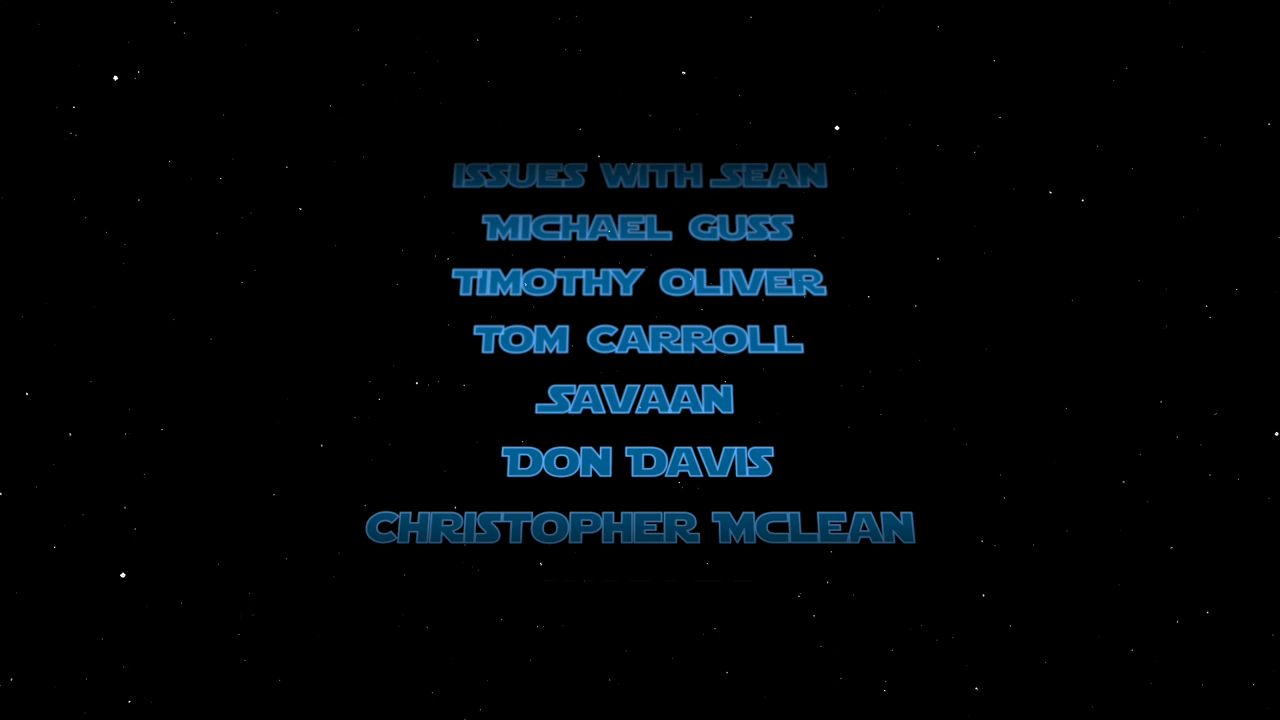 ISSUES WITH SEAN
MICHAEL GUSS
TIMOTHY OLIVER
TOM CARROLL
SAVAAN
DON DAVIS
CHRISTOPHER MCLEAN